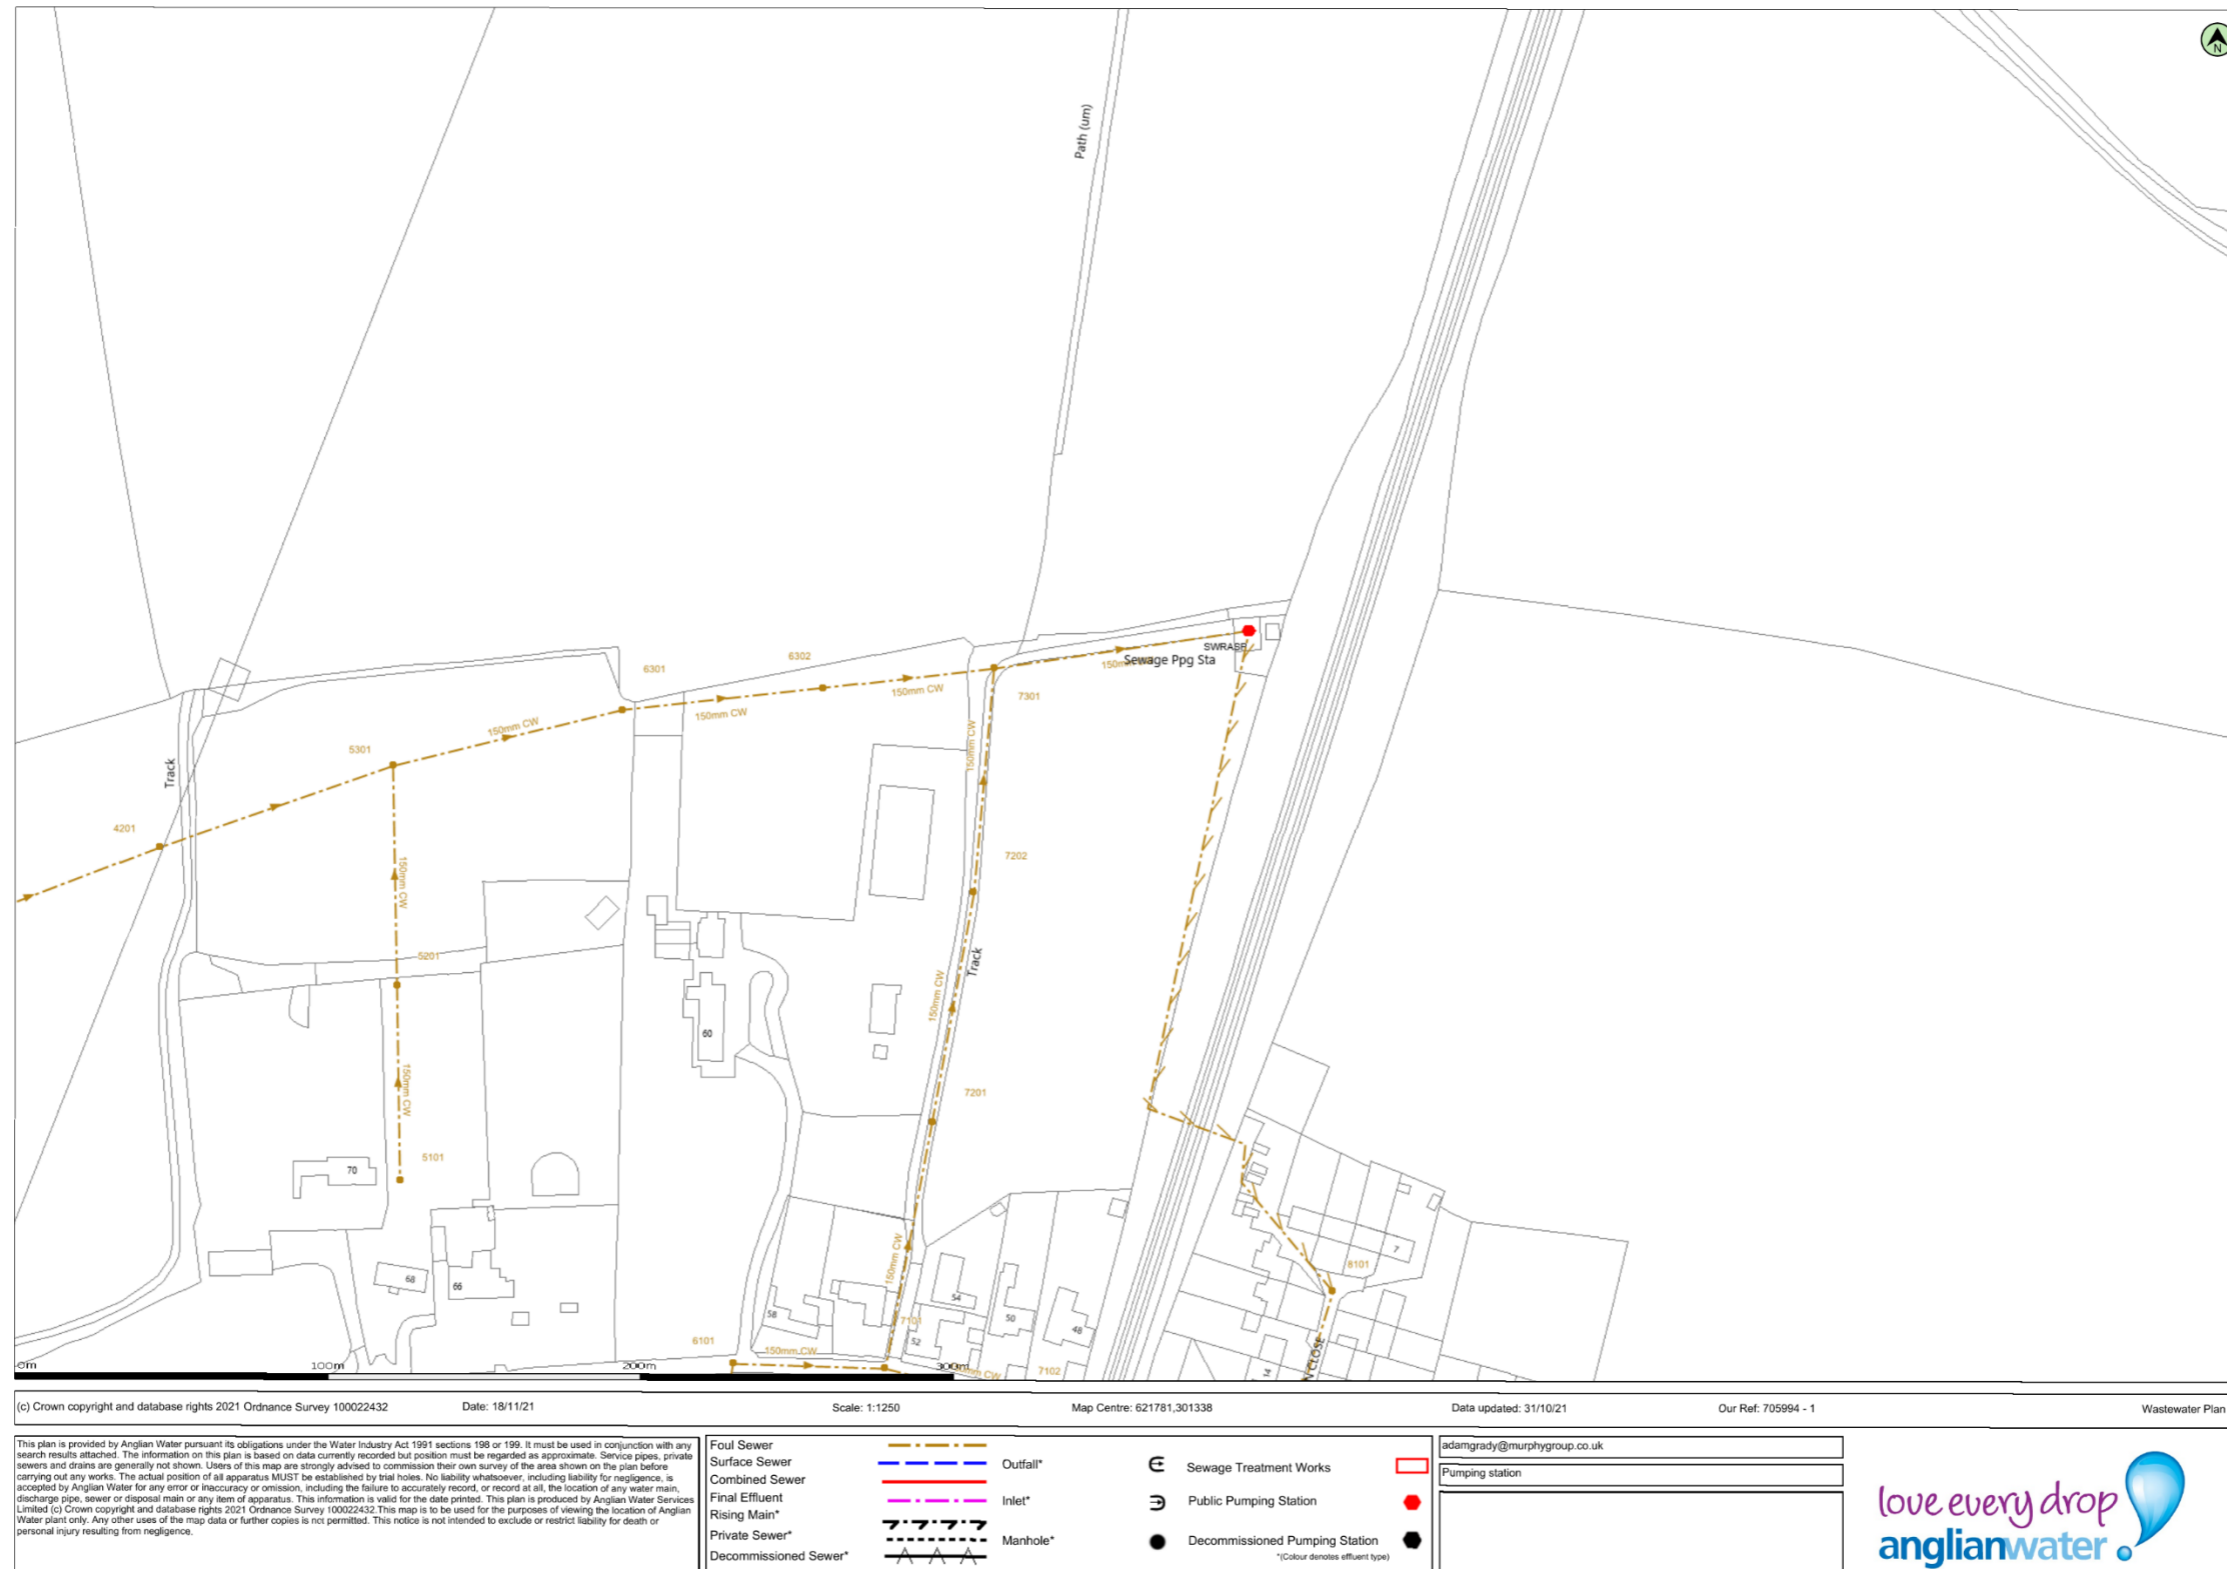 N
Path (um)
6302
6301
SWRASP
Sewage Ppg Sta
150mm
7301
150mm CW
150mm CW
150mm CW
5301
150mm CW
Track
4201
7202
150mm CW
5201
Track
150mm CW
60
7201
150mm CW
5101
70
150mm CW
7
8101
68
66
54
58
50
7101
48
52
6101
150mm CW
mm CW
7102
14
N CLOSE
0m
100m
200m
300m
(c) Crown copyright and database rights 2021 Ordnance Survey 100022432
Date: 18/11/21
Scale: 1:1250
Map Centre: 621781,301338
Data updated: 31/10/21
Our Ref: 705994 - 1
Wastewater Plan
This plan is provided by Anglian Water pursuant its obligations under the Water Industry Act 1991 sections 198 or 199. It must be used in conjunction with any
search results attached. The information on this plan is based on data currently recorded but position must be regarded as approximate. Service pipes, private
sewers and drains are generally not shown. Users of this map are strongly advised to commission their own survey of the area shown on the plan before
carrying out any works. The actual position of all apparatus MUST be established by trial holes. No liability whatsoever, including liability for negligence, is
accepted by Anglian Water for any error or inaccuracy or omission, including the failure to accurately record, or record at all, the location of any water main,
discharge pipe, sewer or disposal main or any item of apparatus. This information is valid for the date printed. This plan is produced by Anglian Water Services
Limited (c) Crown copyright and database rights 2021 Ordnance Survey 100022432.This map is to be used for the purposes of viewing the location of Anglian
Water plant only. Any other uses of the map data or further copies is not permitted. This notice is not intended to exclude or restrict liability for death or
personal injury resulting from negligence.
Foul Sewer
Surface Sewer
Combined Sewer
Final Effluent
Rising Main*
Private Sewer*
Decommissioned Sewer*
Outfall*
Inlet*
Manhole*
Sewage Treatment Works
Public Pumping Station
Decommissioned Pumping Station
*(Colour denotes effluent type)
adamgrady@murphygroup.co.uk
Pumping station
love every drop
anglianwater